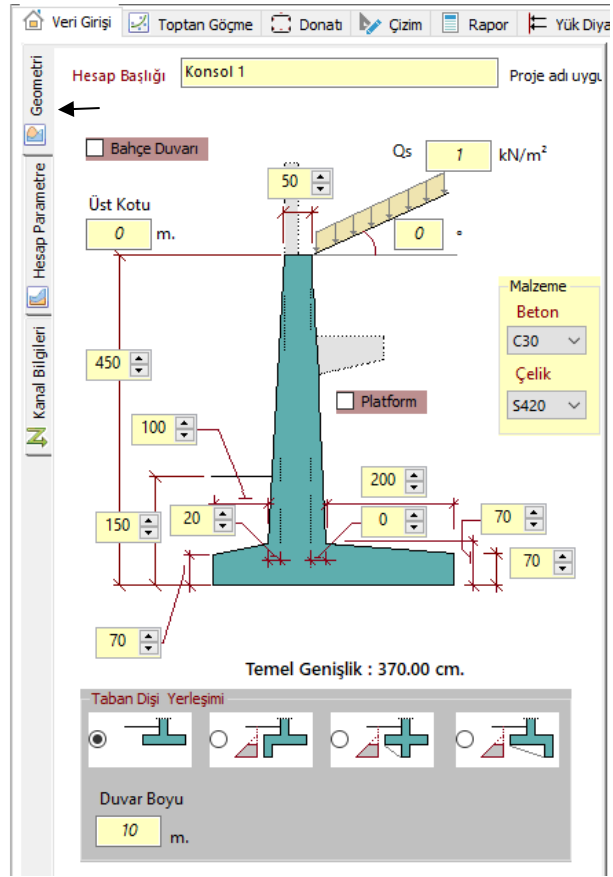 Veri Girişi Toptan Göçme Donatı Çizim Rapor Yük Diya
Geometri
Hesap Parametre
Kanal Bilgileri
Hesap Başlığı Konsol 1 Proje adı uygu
Bahçe Duvarı
Qs 1 kN/m²
50
Üst Kotu
0 m.
0 °
Malzeme
Beton
C30
Çelik
S420
450
Platform
100
200
150
20
0
70
70
70
Temel Genişlik : 370.00 cm.
Taban Dişi Yerleşimi
Duvar Boyu
10 m.